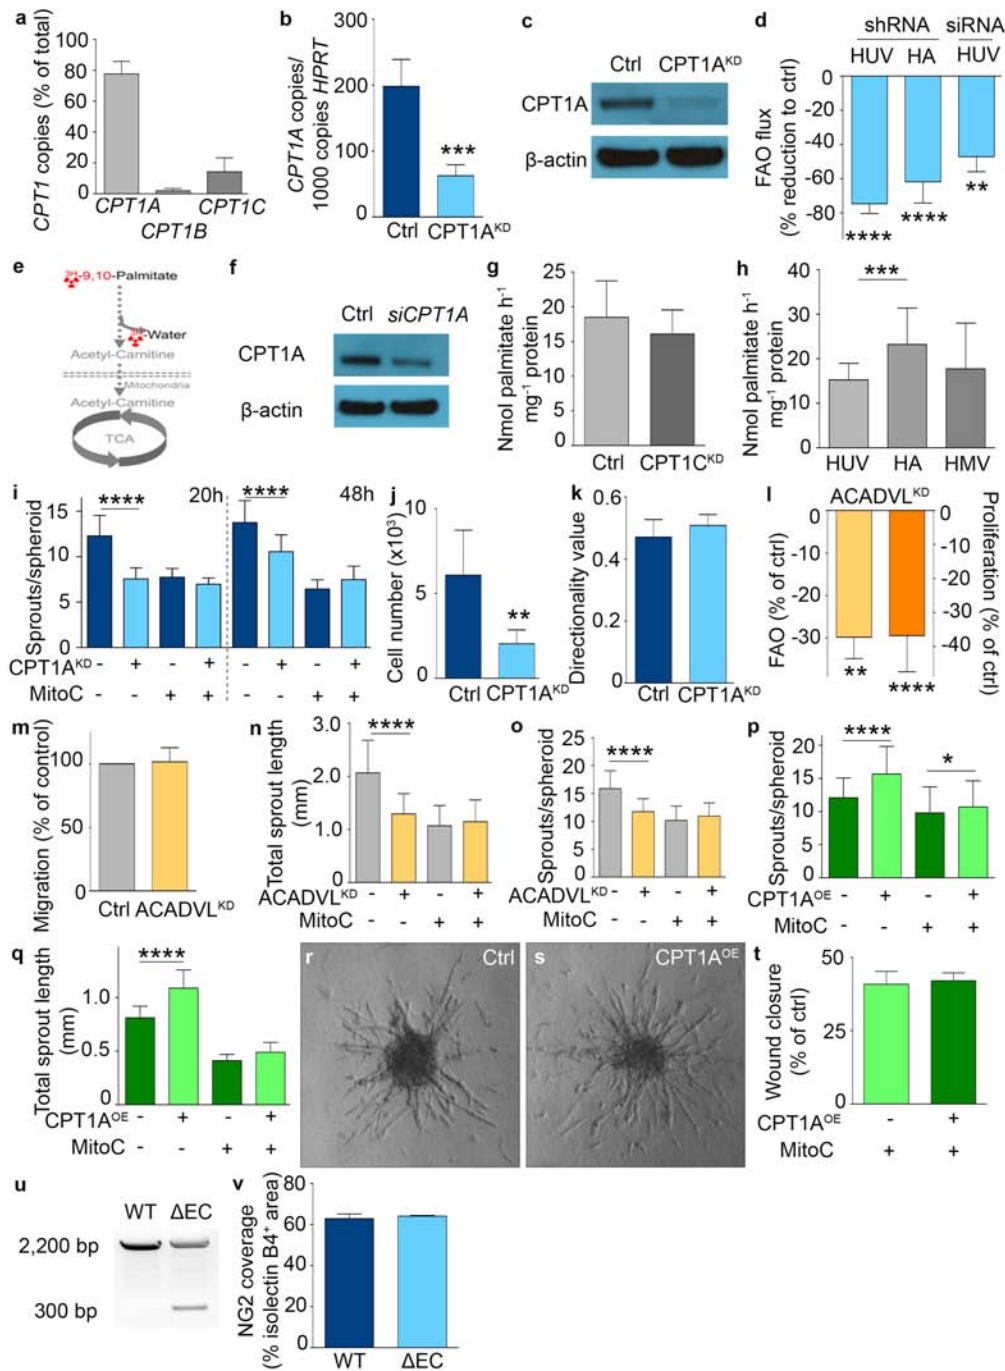 a
CPT1 copies (% of total)
100
80
60
40
20
0
CPT1A
CPT1B
CPT1C
b
CPT1A copies/
1000 copies HPRT
300
200
100
0
***
Ctrl
CPT1A^KD
c
Ctrl CPT1A^KD
CPT1A
β-actin
d
shRNA siRNA
HUV HA HUV
FAO flux
(% reduction to ctrl)
0
-20
-40
-60
-80
****
****
**
e
-9,10-Palmitate
-Water
Acetyl-Carnitine
Mitochondria
Acetyl-Carnitine
TCA
f
Ctrl siCPT1A
CPT1A
β-actin
g
Nmol palmitate h⁻¹
mg⁻¹ protein
25
20
15
10
5
0
Ctrl
CPT1C^KD
h
Nmol palmitate h⁻¹
mg⁻¹ protein
40
30
20
10
0
***
HUV HA HMV
i
Sprouts/spheroid
15
10
5
0
**** 20h
**** 48h
CPT1A^KD - + - + - + - +
MitoC - - + + - - + +
j
Cell number (x10³)
10
5
0
**
Ctrl CPT1A^KD
k
Directionality value
0.6
0.4
0.2
0
Ctrl CPT1A^KD
l
ACADVL^KD
FAO (% of ctrl)
0
-10
-20
-30
Proliferation (% of ctrl)
0
-10
-20
-30
-40
**
****
m
Migration (% of control)
100
50
0
Ctrl ACADVL^KD
n
Total sprout length
(mm)
3.0
2.0
1.0
0
****
ACADVL^KD - + - +
MitoC - - + +
o
Sprouts/spheroid
25
20
15
10
5
0
****
ACADVL^KD - + - +
MitoC - - + +
p
Sprouts/spheroid
20
15
10
5
0
****
*
CPT1A^OE - + - +
MitoC - - + +
q
Total sprout length
(mm)
1.0
0.5
0
****
CPT1A^OE - + - +
MitoC - - + +
r
Ctrl
s
CPT1A^OE
t
Wound closure
(% of ctrl)
50
25
0
CPT1A^OE - +
MitoC + +
u
WT ΔEC
2,200 bp
300 bp
v
NG2 coverage
(% isolectin B4⁺ area)
80
60
40
20
0
WT ΔEC